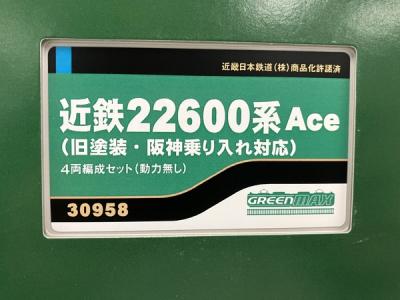 近畿日本鉄道(株)商品化許諾済
近鉄22600系Ace
(旧塗装・阪神乗り入れ対応)
4両編成セット(動力無し)
30958
GREENMAX